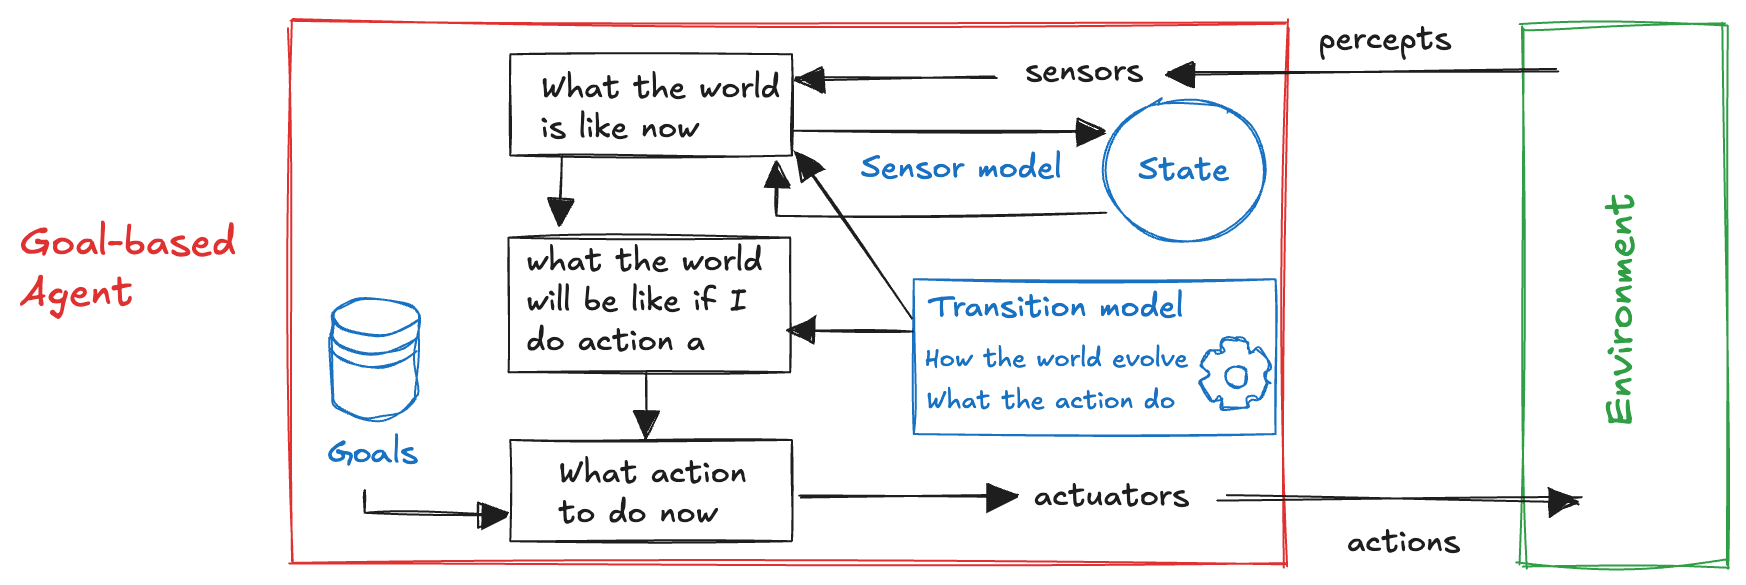 percepts
sensors
What the world
is like now
Sensor model
State
Goal-based
Agent
what the world
will be like if I
do action a
Transition model
How the world evolve
What the action do
Environment
Goals
What action
to do now
actuators
actions